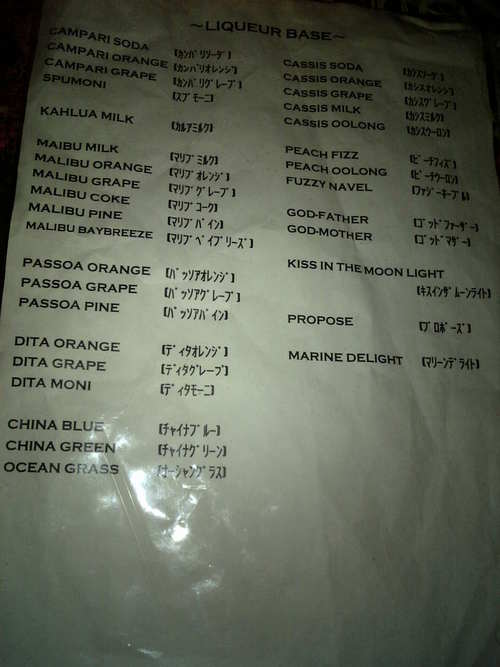 ~LIQUEUR BASE~
CAMPARI SODA [ｶﾝﾊﾟﾘｿｰﾀﾞ]
CAMPARI ORANGE [ｶﾝﾊﾟﾘｵﾚﾝｼﾞ]
CAMPARI GRAPE [ｶﾝﾊﾟﾘｸﾞﾚｰﾌﾟ]
SPUMONI [ｽﾌﾟﾓｰﾆ]
KAHLUA MILK [ｶﾙｱﾐﾙｸ]
MAIBU MILK [ﾏﾘﾌﾞﾐﾙｸ]
MALIBU ORANGE [ﾏﾘﾌﾞｵﾚﾝｼﾞ]
MALIBU GRAPE [ﾏﾘﾌﾞｸﾞﾚｰﾌﾟ]
MALIBU COKE [ﾏﾘﾌﾞｺｰｸ]
MALIBU PINE [ﾏﾘﾌﾞﾊﾟｲﾝ]
MALIBU BAYBREEZE [ﾏﾘﾌﾞﾍﾞｲﾌﾞﾘｰｽﾞ]
PASSOA ORANGE [ﾊﾟｯｿｱｵﾚﾝｼﾞ]
PASSOA GRAPE [ﾊﾟｯｿｱｸﾞﾚｰﾌﾟ]
PASSOA PINE [ﾊﾟｯｿｱﾊﾟｲﾝ]
DITA ORANGE [ﾃﾞｨﾀｵﾚﾝｼﾞ]
DITA GRAPE [ﾃﾞｨﾀｸﾞﾚｰﾌﾟ]
DITA MONI [ﾃﾞｨﾀﾓｰﾆ]
CHINA BLUE [ﾁｬｲﾅﾌﾞﾙｰ]
CHINA GREEN [ﾁｬｲﾅｸﾞﾘｰﾝ]
OCEAN GRASS [ｵｰｼｬﾝｸﾞﾗｽ]
CASSIS SODA [ｶｼｽｿｰﾀﾞ]
CASSIS ORANGE [ｶｼｽｵﾚﾝｼﾞ]
CASSIS GRAPE [ｶｼｽｸﾞﾚｰﾌﾟ]
CASSIS MILK [ｶｼｽﾐﾙｸ]
CASSIS OOLONG [ｶｼｽｳｰﾛﾝ]
PEACH FIZZ [ﾋﾟｰﾁﾌｨｽﾞ]
PEACH OOLONG [ﾋﾟｰﾁｳｰﾛﾝ]
FUZZY NAVEL [ﾌｧｼﾞｰﾈｰﾌﾞﾙ]
GOD-FATHER [ｺﾞｯﾄﾞﾌｧｰｻﾞｰ]
GOD-MOTHER [ｺﾞｯﾄﾞﾏｻﾞｰ]
KISS IN THE MOON LIGHT
[ｷｽｲﾝｻﾞﾑｰﾝﾗｲﾄ]
PROPOSE [ﾌﾟﾛﾎﾟｰｽﾞ]
MARINE DELIGHT [ﾏﾘｰﾝﾃﾞﾗｲﾄ]